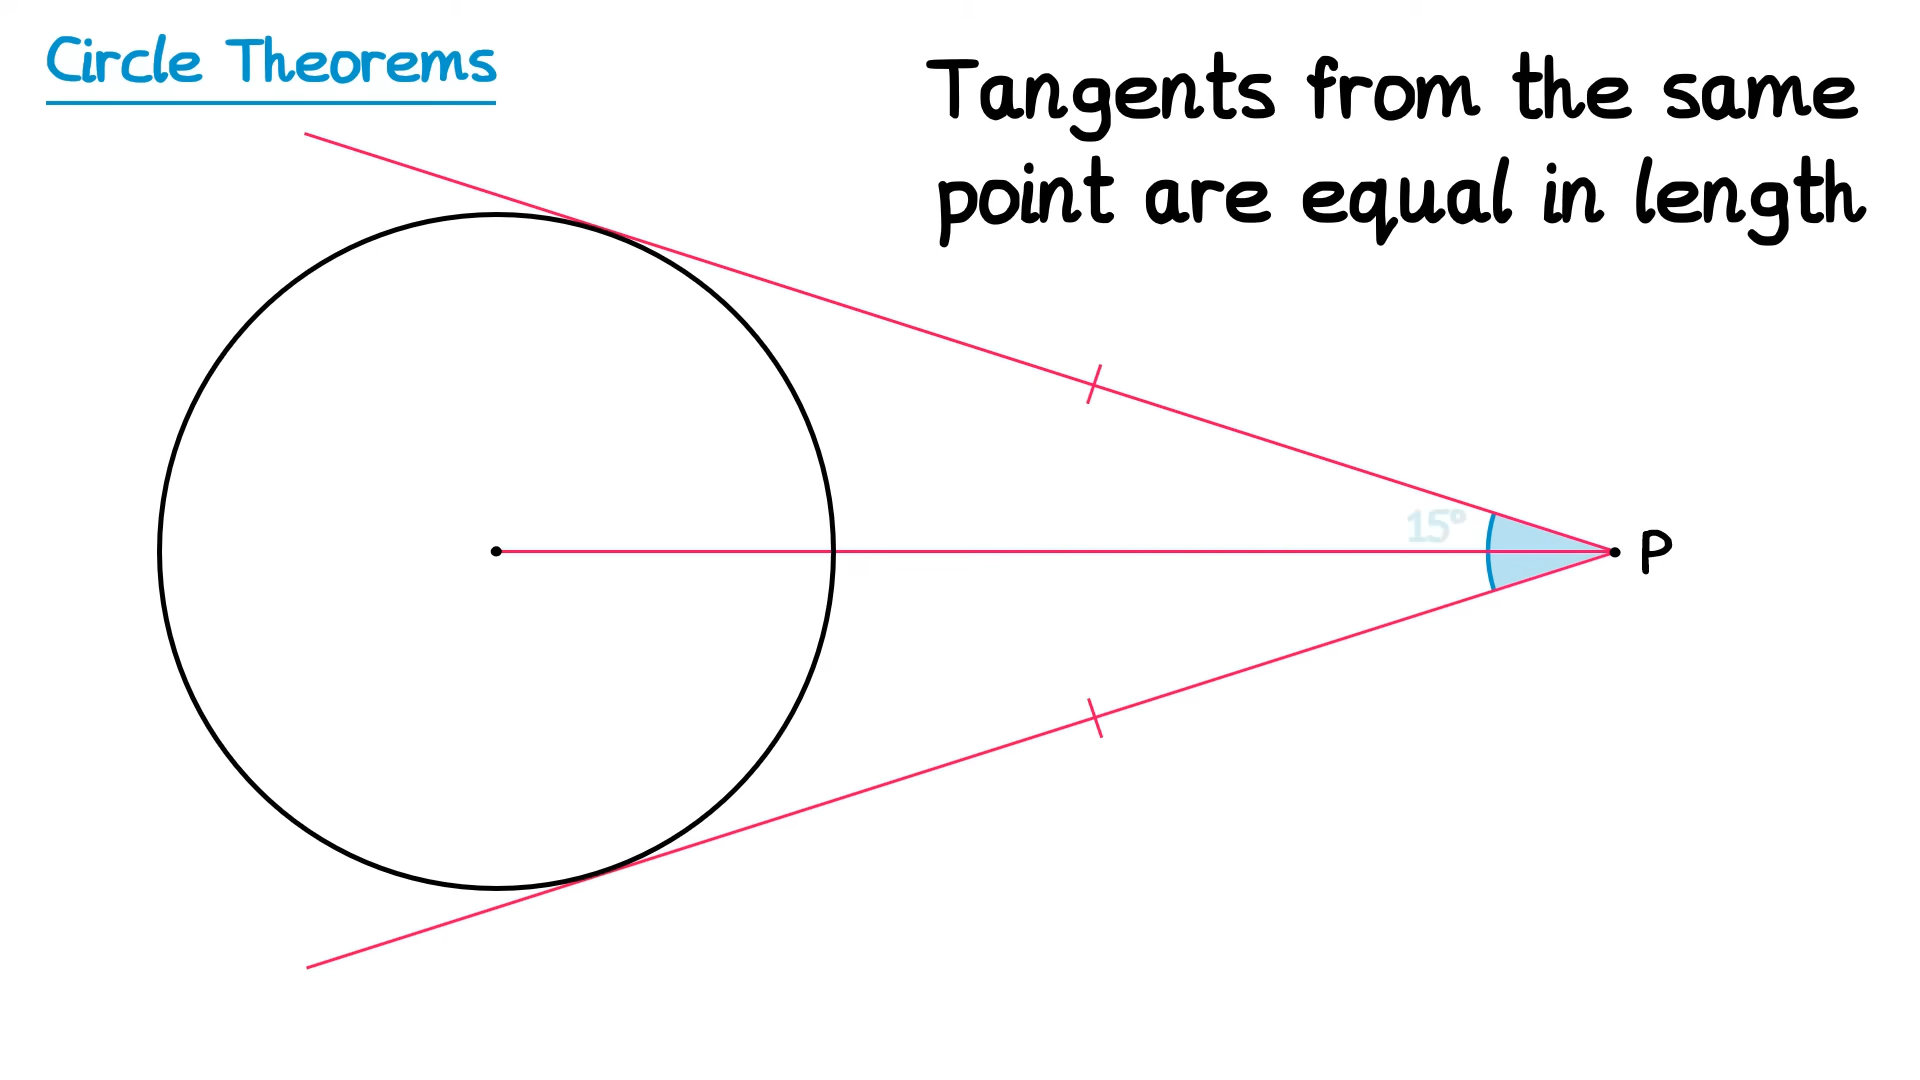 Circle Theorems
Tangents from the same
point are equal in length
15°
P